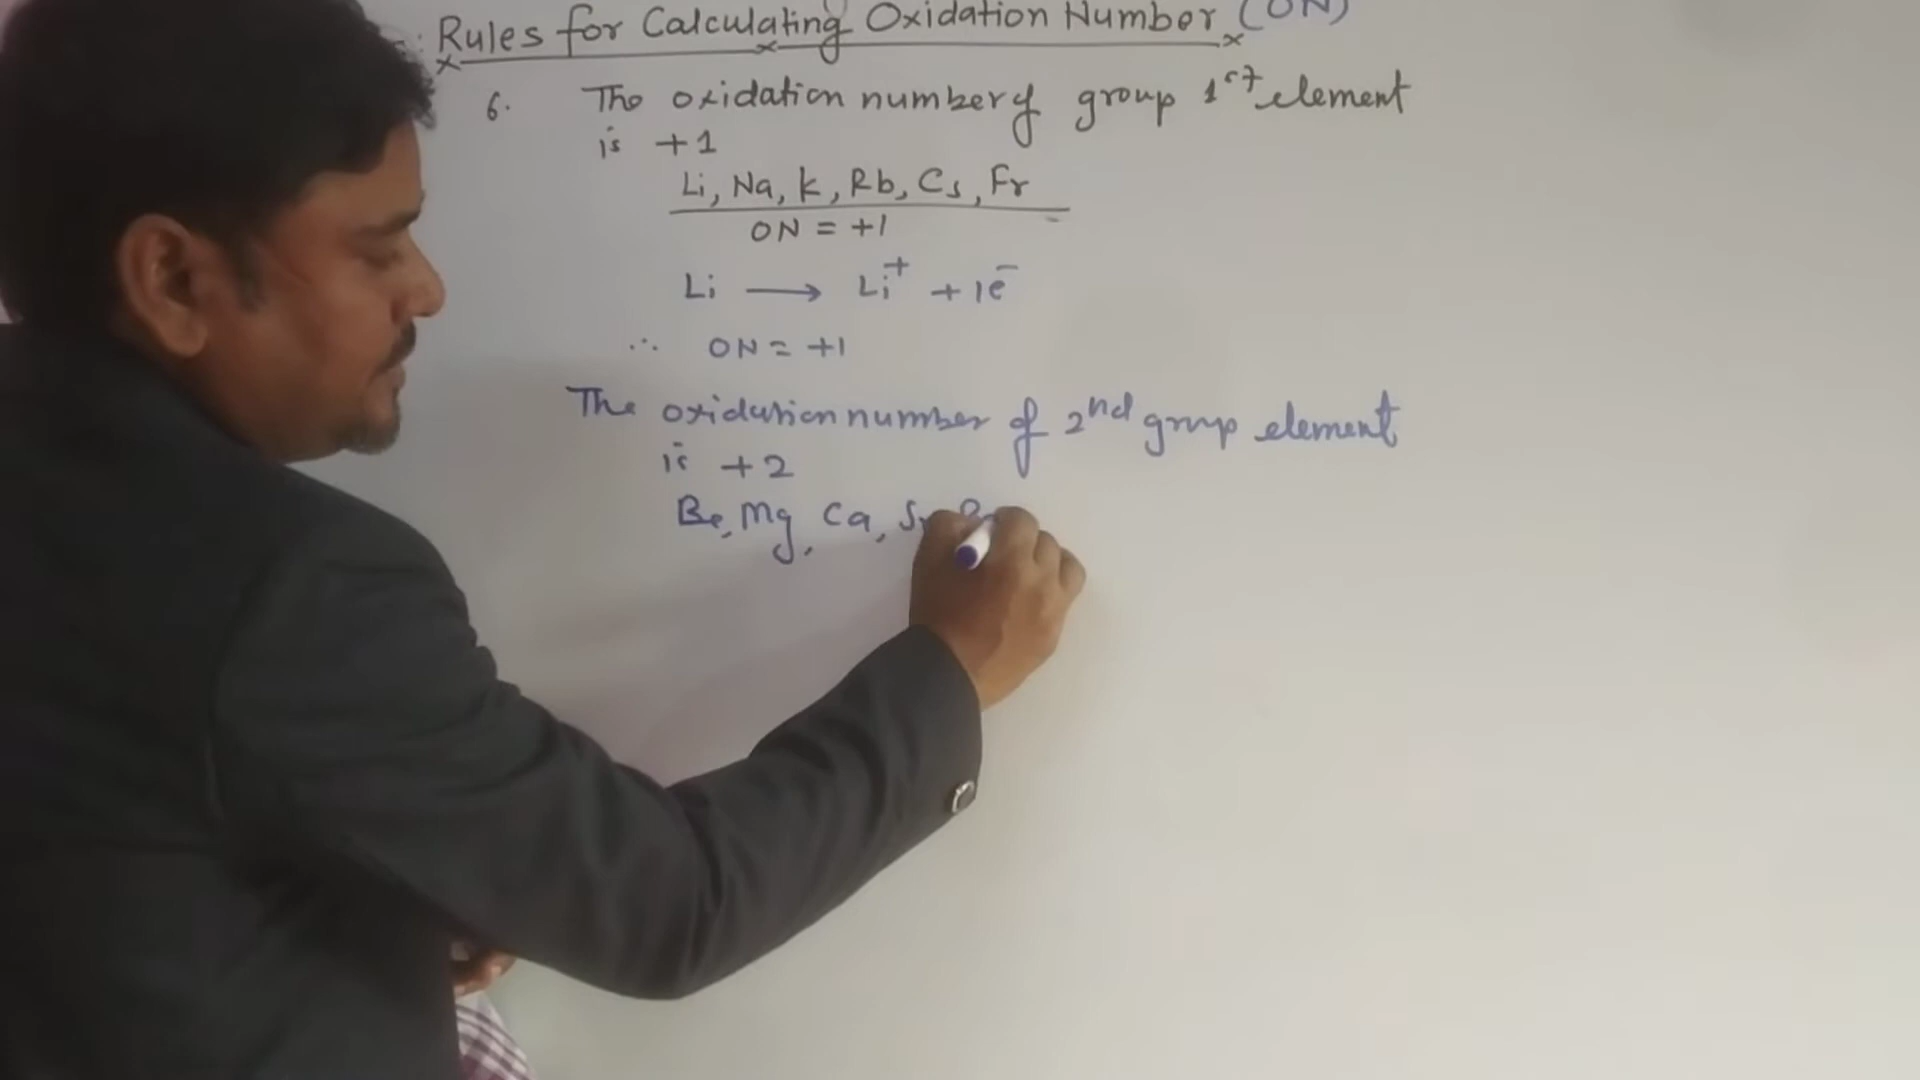 Rules for Calculating Oxidation Number (ON)
6. The oxidation number of group 1st element
is +1
Li, Na, K, Rb, Cs, Fr
ON = +1
Li ⟶ Li⁺ + 1e⁻
∴ ON = +1
The oxidation number of 2nd group element
is +2
Be, Mg, Ca,